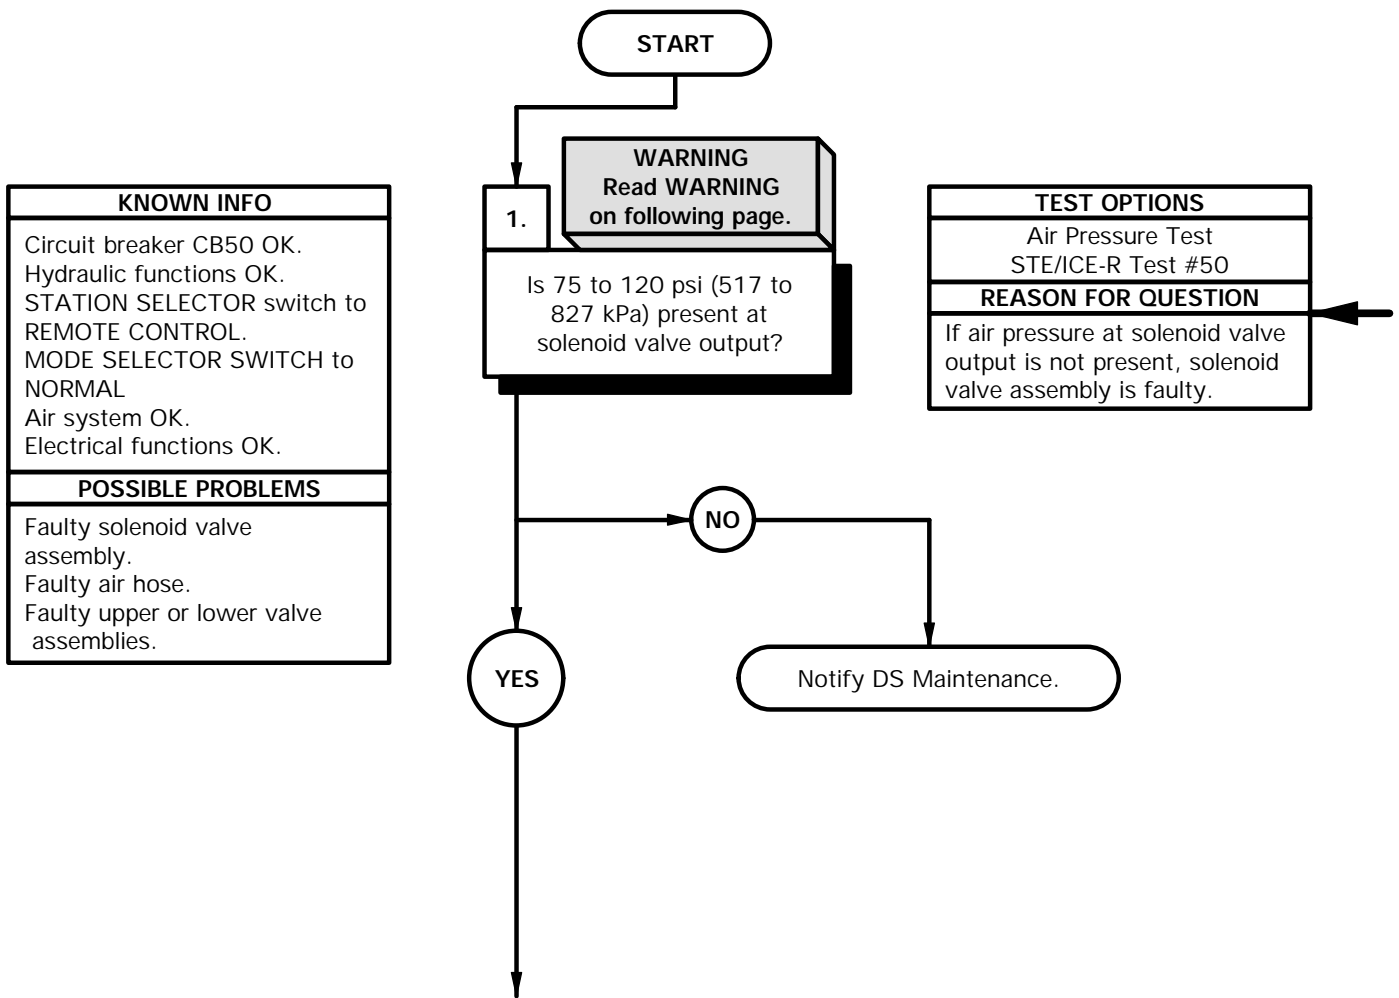 START
KNOWN INFO
Circuit breaker CB50 OK.
Hydraulic functions OK.
STATION SELECTOR switch to
REMOTE CONTROL.
MODE SELECTOR SWITCH to
NORMAL
Air system OK.
Electrical functions OK.
POSSIBLE PROBLEMS
Faulty solenoid valve
assembly.
Faulty air hose.
Faulty upper or lower valve
assemblies.
WARNING
Read WARNING
on following page.
1.
Is 75 to 120 psi (517 to
827 kPa) present at
solenoid valve output?
TEST OPTIONS
Air Pressure Test
STE/ICE-R Test #50
REASON FOR QUESTION
If air pressure at solenoid valve
output is not present, solenoid
valve assembly is faulty.
NO
YES
Notify DS Maintenance.